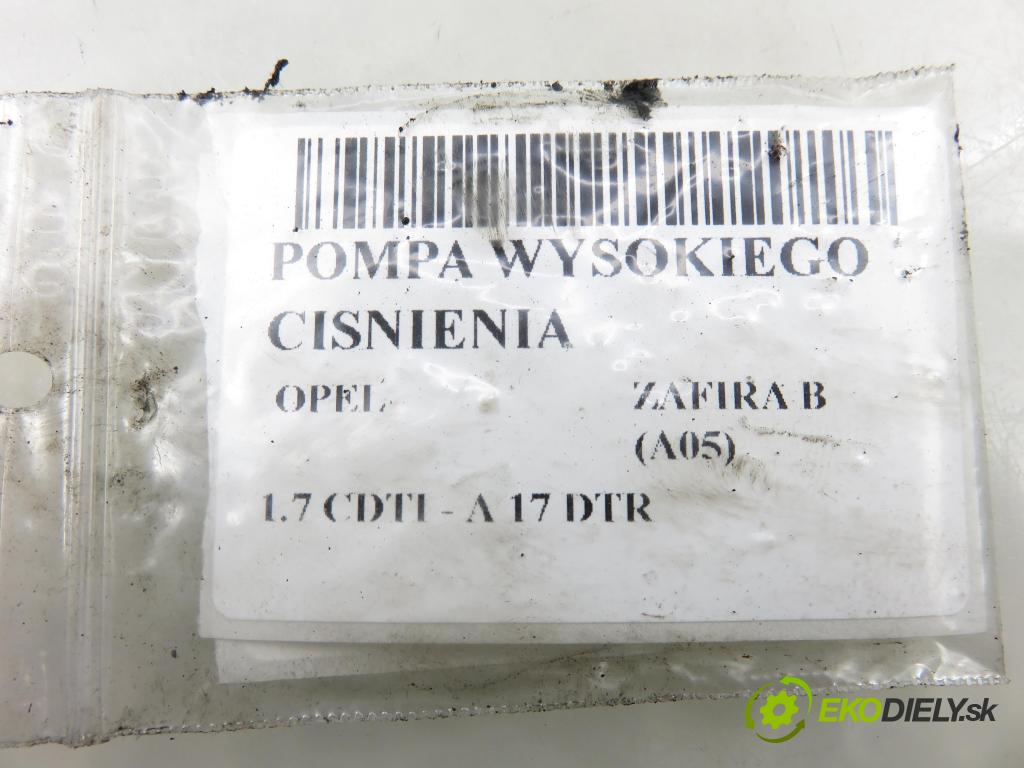 POMPA WYSOKIEGO
CISNIENIA
OPEL ZAFIRA B
(A05)
1.7 CDTI - A 17 DTR
EKODIELY.sk